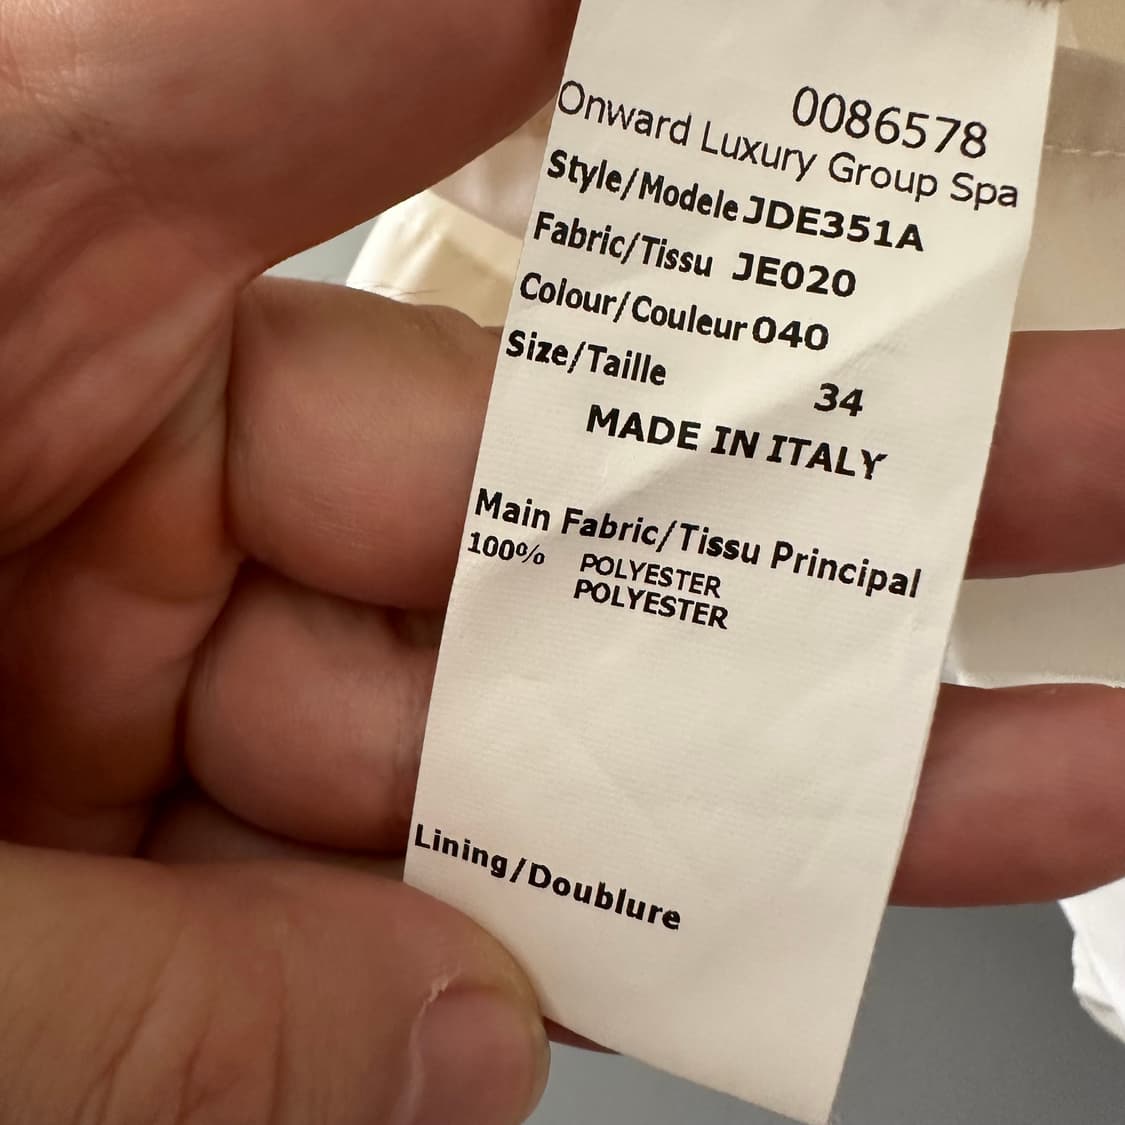 0086578
Onward Luxury Group Spa
Style/Modele JDE351A
Fabric/Tissu JE020
Colour/Couleur 040
Size/Taille 34
MADE IN ITALY
Main Fabric/Tissu Principal
100% POLYESTER
POLYESTER
Lining/Doublure